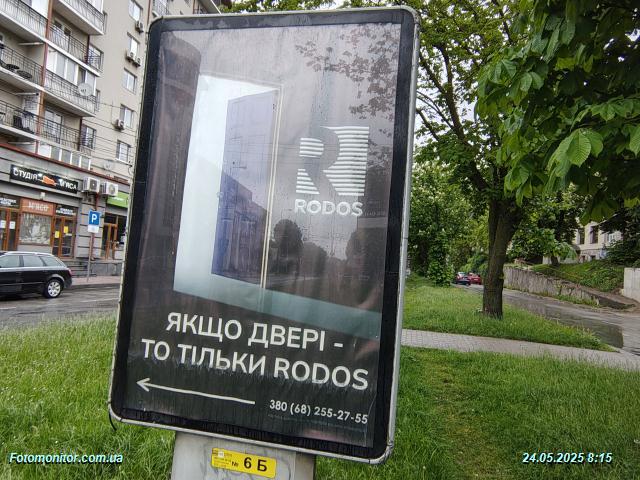 СТУДІЯ
М'ЯСО
P
RODOS
ЯКЩО ДВЕРІ -
ТО ТІЛЬКИ RODOS
380 (68) 255-27-55
№ 6 Б
Fotomonitor.com.ua
24.05.2025 8:15